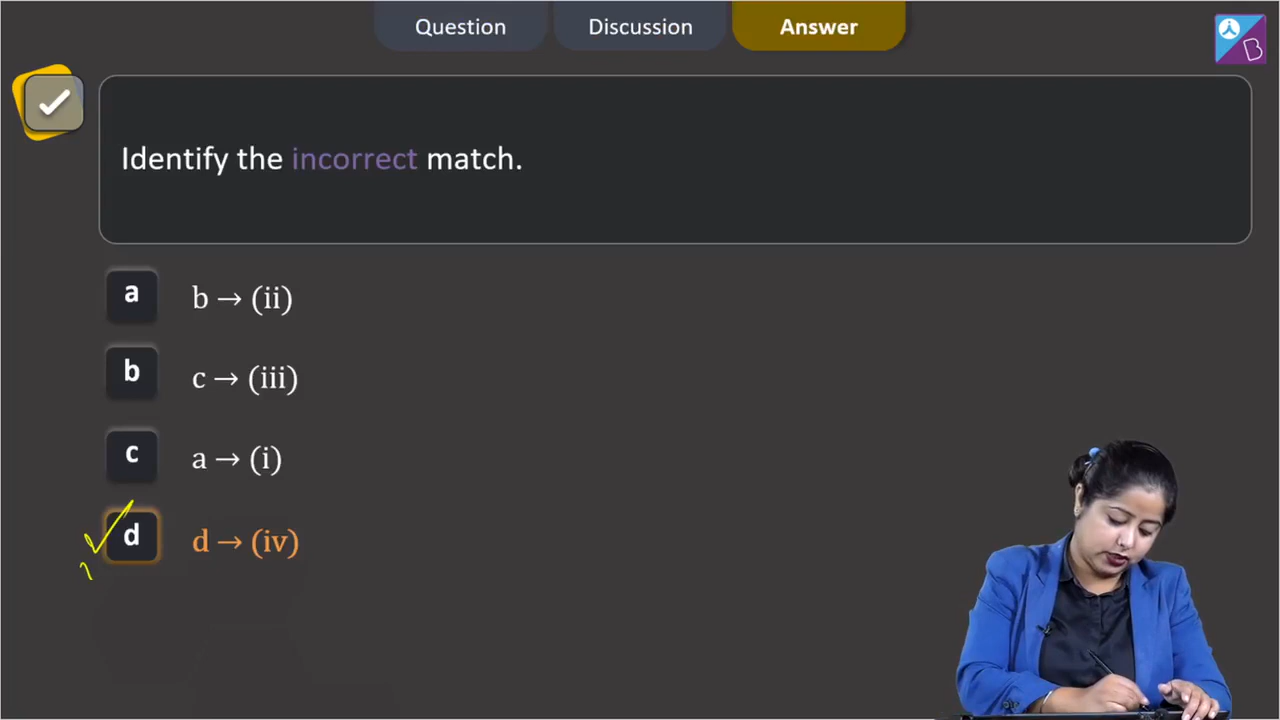 Question
Discussion
Answer
B
Identify the incorrect match.
a b → (ii)
b c → (iii)
c a → (i)
d d → (iv)